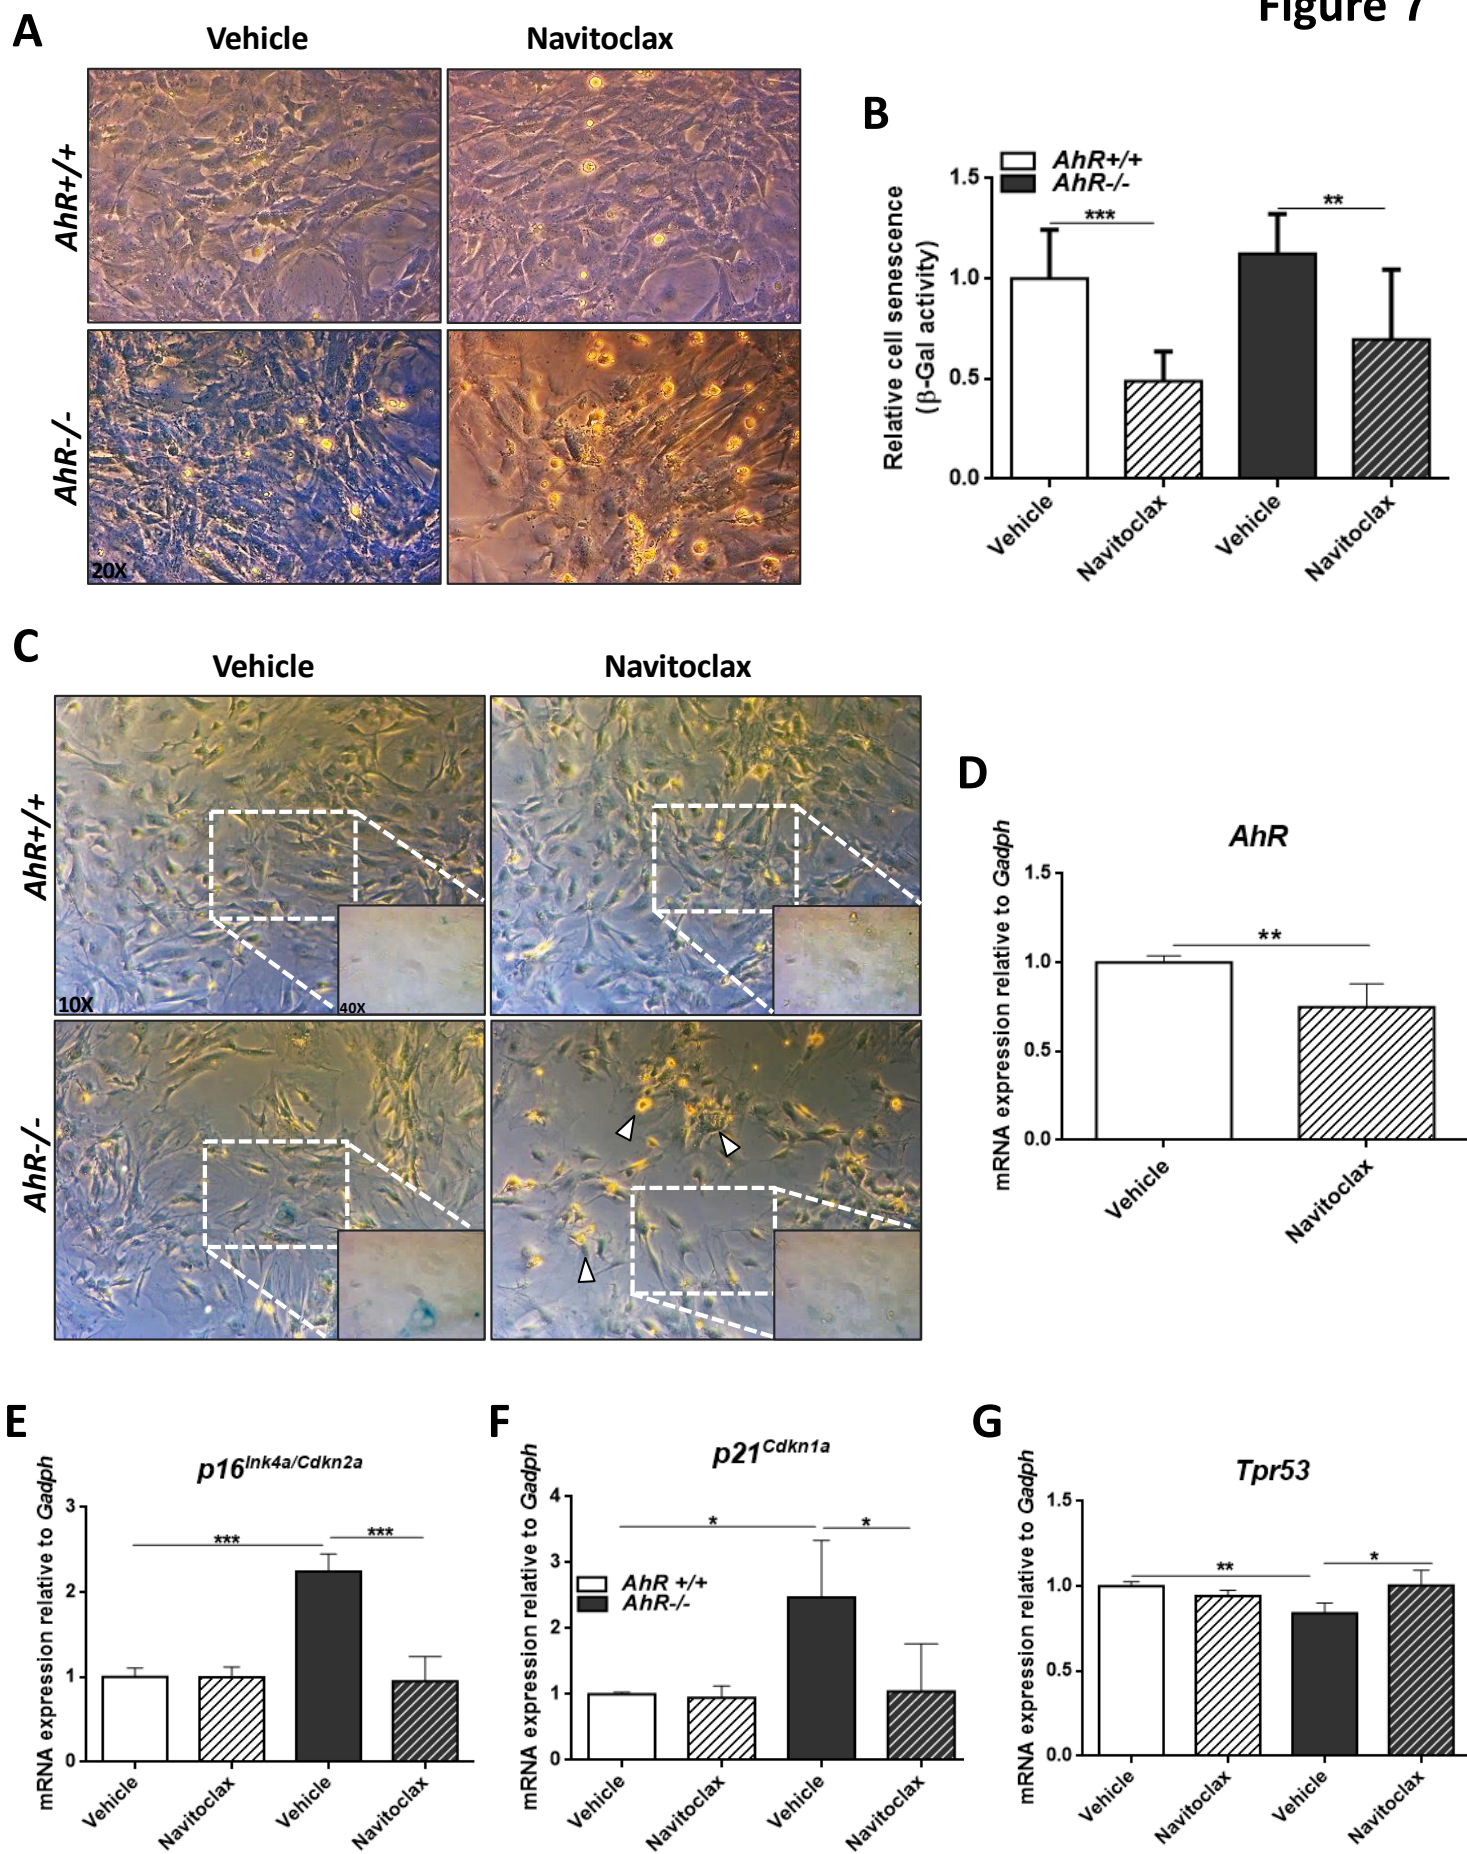 Figure 7
A
Vehicle
Navitoclax
AhR+/+
AhR-/-
20X
B
AhR+/+
AhR-/-
Relative cell senescence
(β-Gal activity)
1.5
1.0
0.5
0.0
***
**
Vehicle
Navitoclax
Vehicle
Navitoclax
C
Vehicle
Navitoclax
AhR+/+
AhR-/-
10X
40X
D
AhR
mRNA expression relative to Gadph
1.5
1.0
0.5
0.0
**
Vehicle
Navitoclax
E
p16Ink4a/Cdkn2a
mRNA expression relative to Gadph
3
2
1
0
***
***
Vehicle
Navitoclax
Vehicle
Navitoclax
F
p21Cdkn1a
mRNA expression relative to Gadph
4
3
2
1
0
*
*
AhR +/+
AhR-/-
Vehicle
Navitoclax
Vehicle
Navitoclax
G
Tpr53
mRNA expression relative to Gadph
1.5
1.0
0.5
0.0
**
*
Vehicle
Navitoclax
Vehicle
Navitoclax